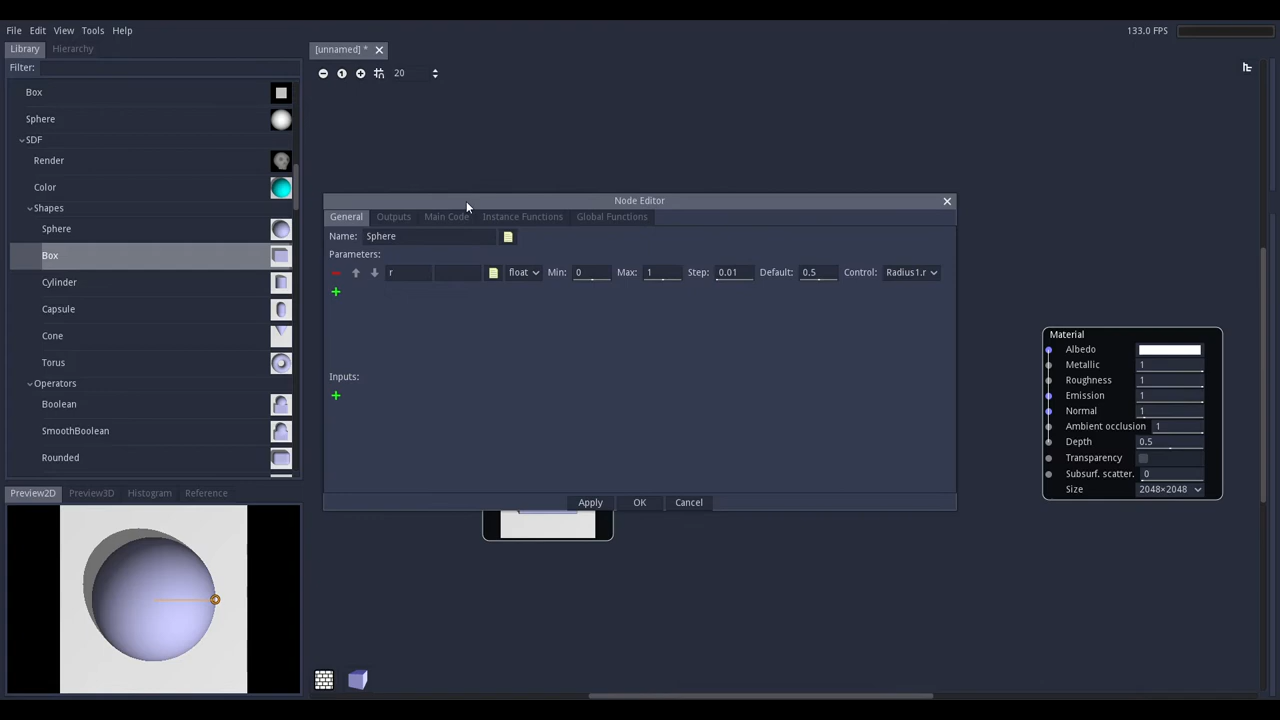 File Edit View Tools Help
133.0 FPS
Library Hierarchy
[unnamed] *
Filter:
20
Box
Sphere
SDF
Render
Color
Shapes
Sphere
Box
Cylinder
Capsule
Cone
Torus
Operators
Boolean
SmoothBoolean
Rounded
Node Editor
General Outputs Main Code Instance Functions Global Functions
Name: Sphere
Parameters:
r float Min: 0 Max: 1 Step: 0.01 Default: 0.5 Control: Radius1.r
Inputs:
Apply OK Cancel
Material
Albedo
Metallic 1
Roughness 1
Emission 1
Normal 1
Ambient occlusion 1
Depth 0.5
Transparency
Subsurf. scatter. 0
Size 2048×2048
Preview2D Preview3D Histogram Reference